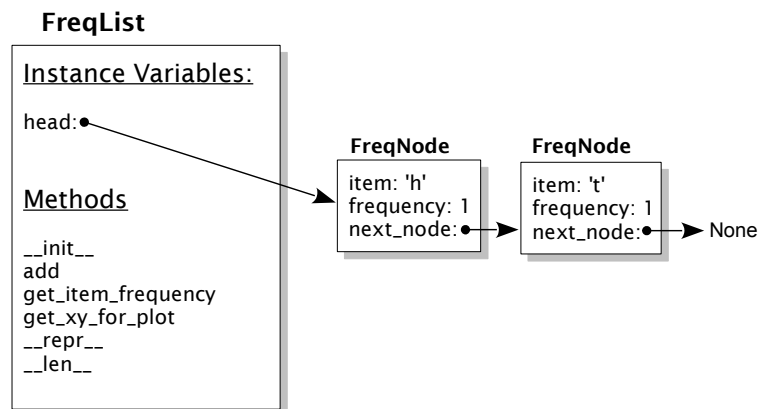 FreqList
Instance Variables:
head:
Methods
__init__
add
get_item_frequency
get_xy_for_plot
__repr__
__len__
FreqNode
item: 'h'
frequency: 1
next_node:
FreqNode
item: 't'
frequency: 1
next_node:
None